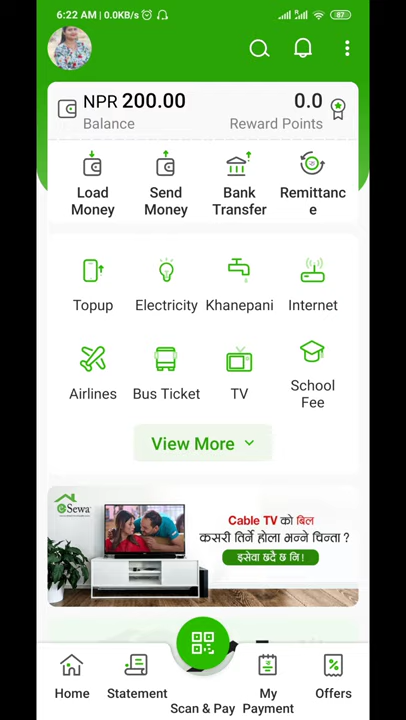 6:22 AM | 0.0KB/s
87
NPR 200.00
Balance
0.0
Reward Points
Load Money
Send Money
Bank Transfer
Remittanc
e
Topup
Electricity
Khanepani
Internet
Airlines
Bus Ticket
TV
School Fee
View More
eSewa
Cable TV को बिल
कसरी तिर्ने होला भन्ने चिन्ता ?
इसेवा छदै छ नि !
Home
Statement
Scan & Pay
My Payment
Offers